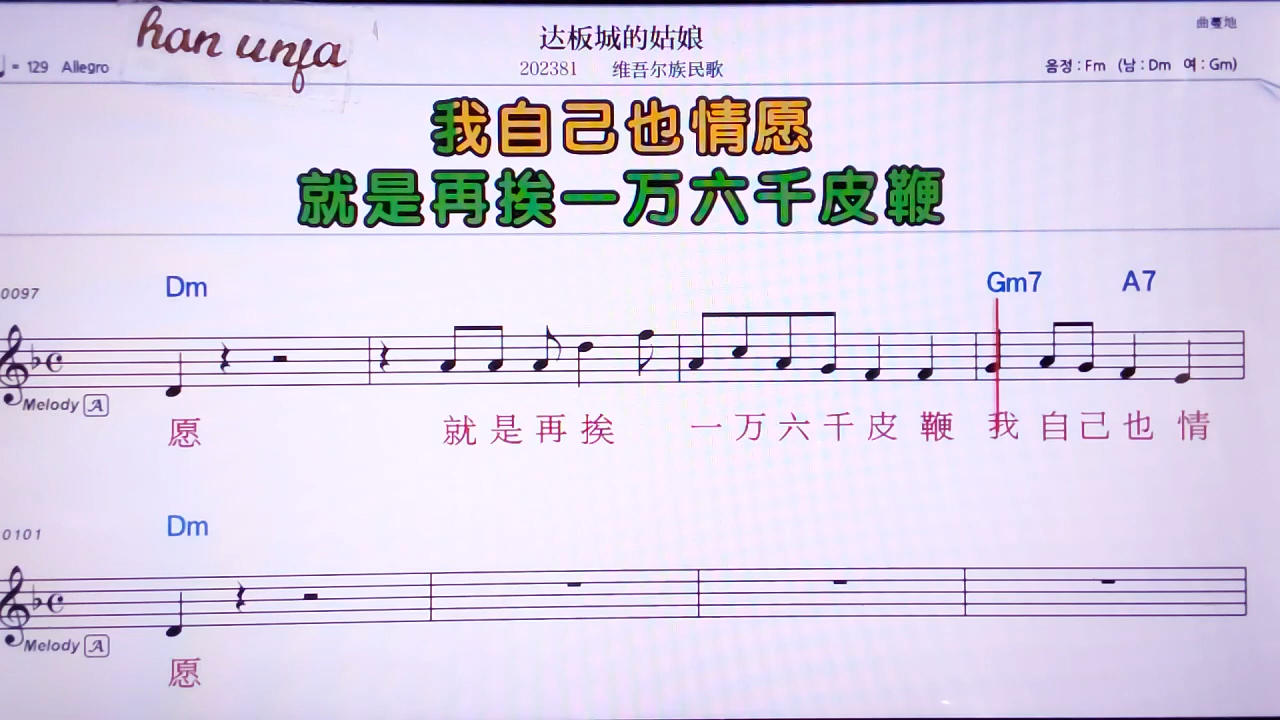 han unfa
达板城的姑娘
曲蔓地
♩= 129 Allegro
202381 维吾尔族民歌
음정 : Fm (남 : Dm 여 : Gm)
我自己也情愿
就是再挨一万六千皮鞭
0097 Dm Gm7 A7
Melody A
愿 就是再挨 一万六千皮鞭 我自己也情
0101 Dm
Melody A
愿